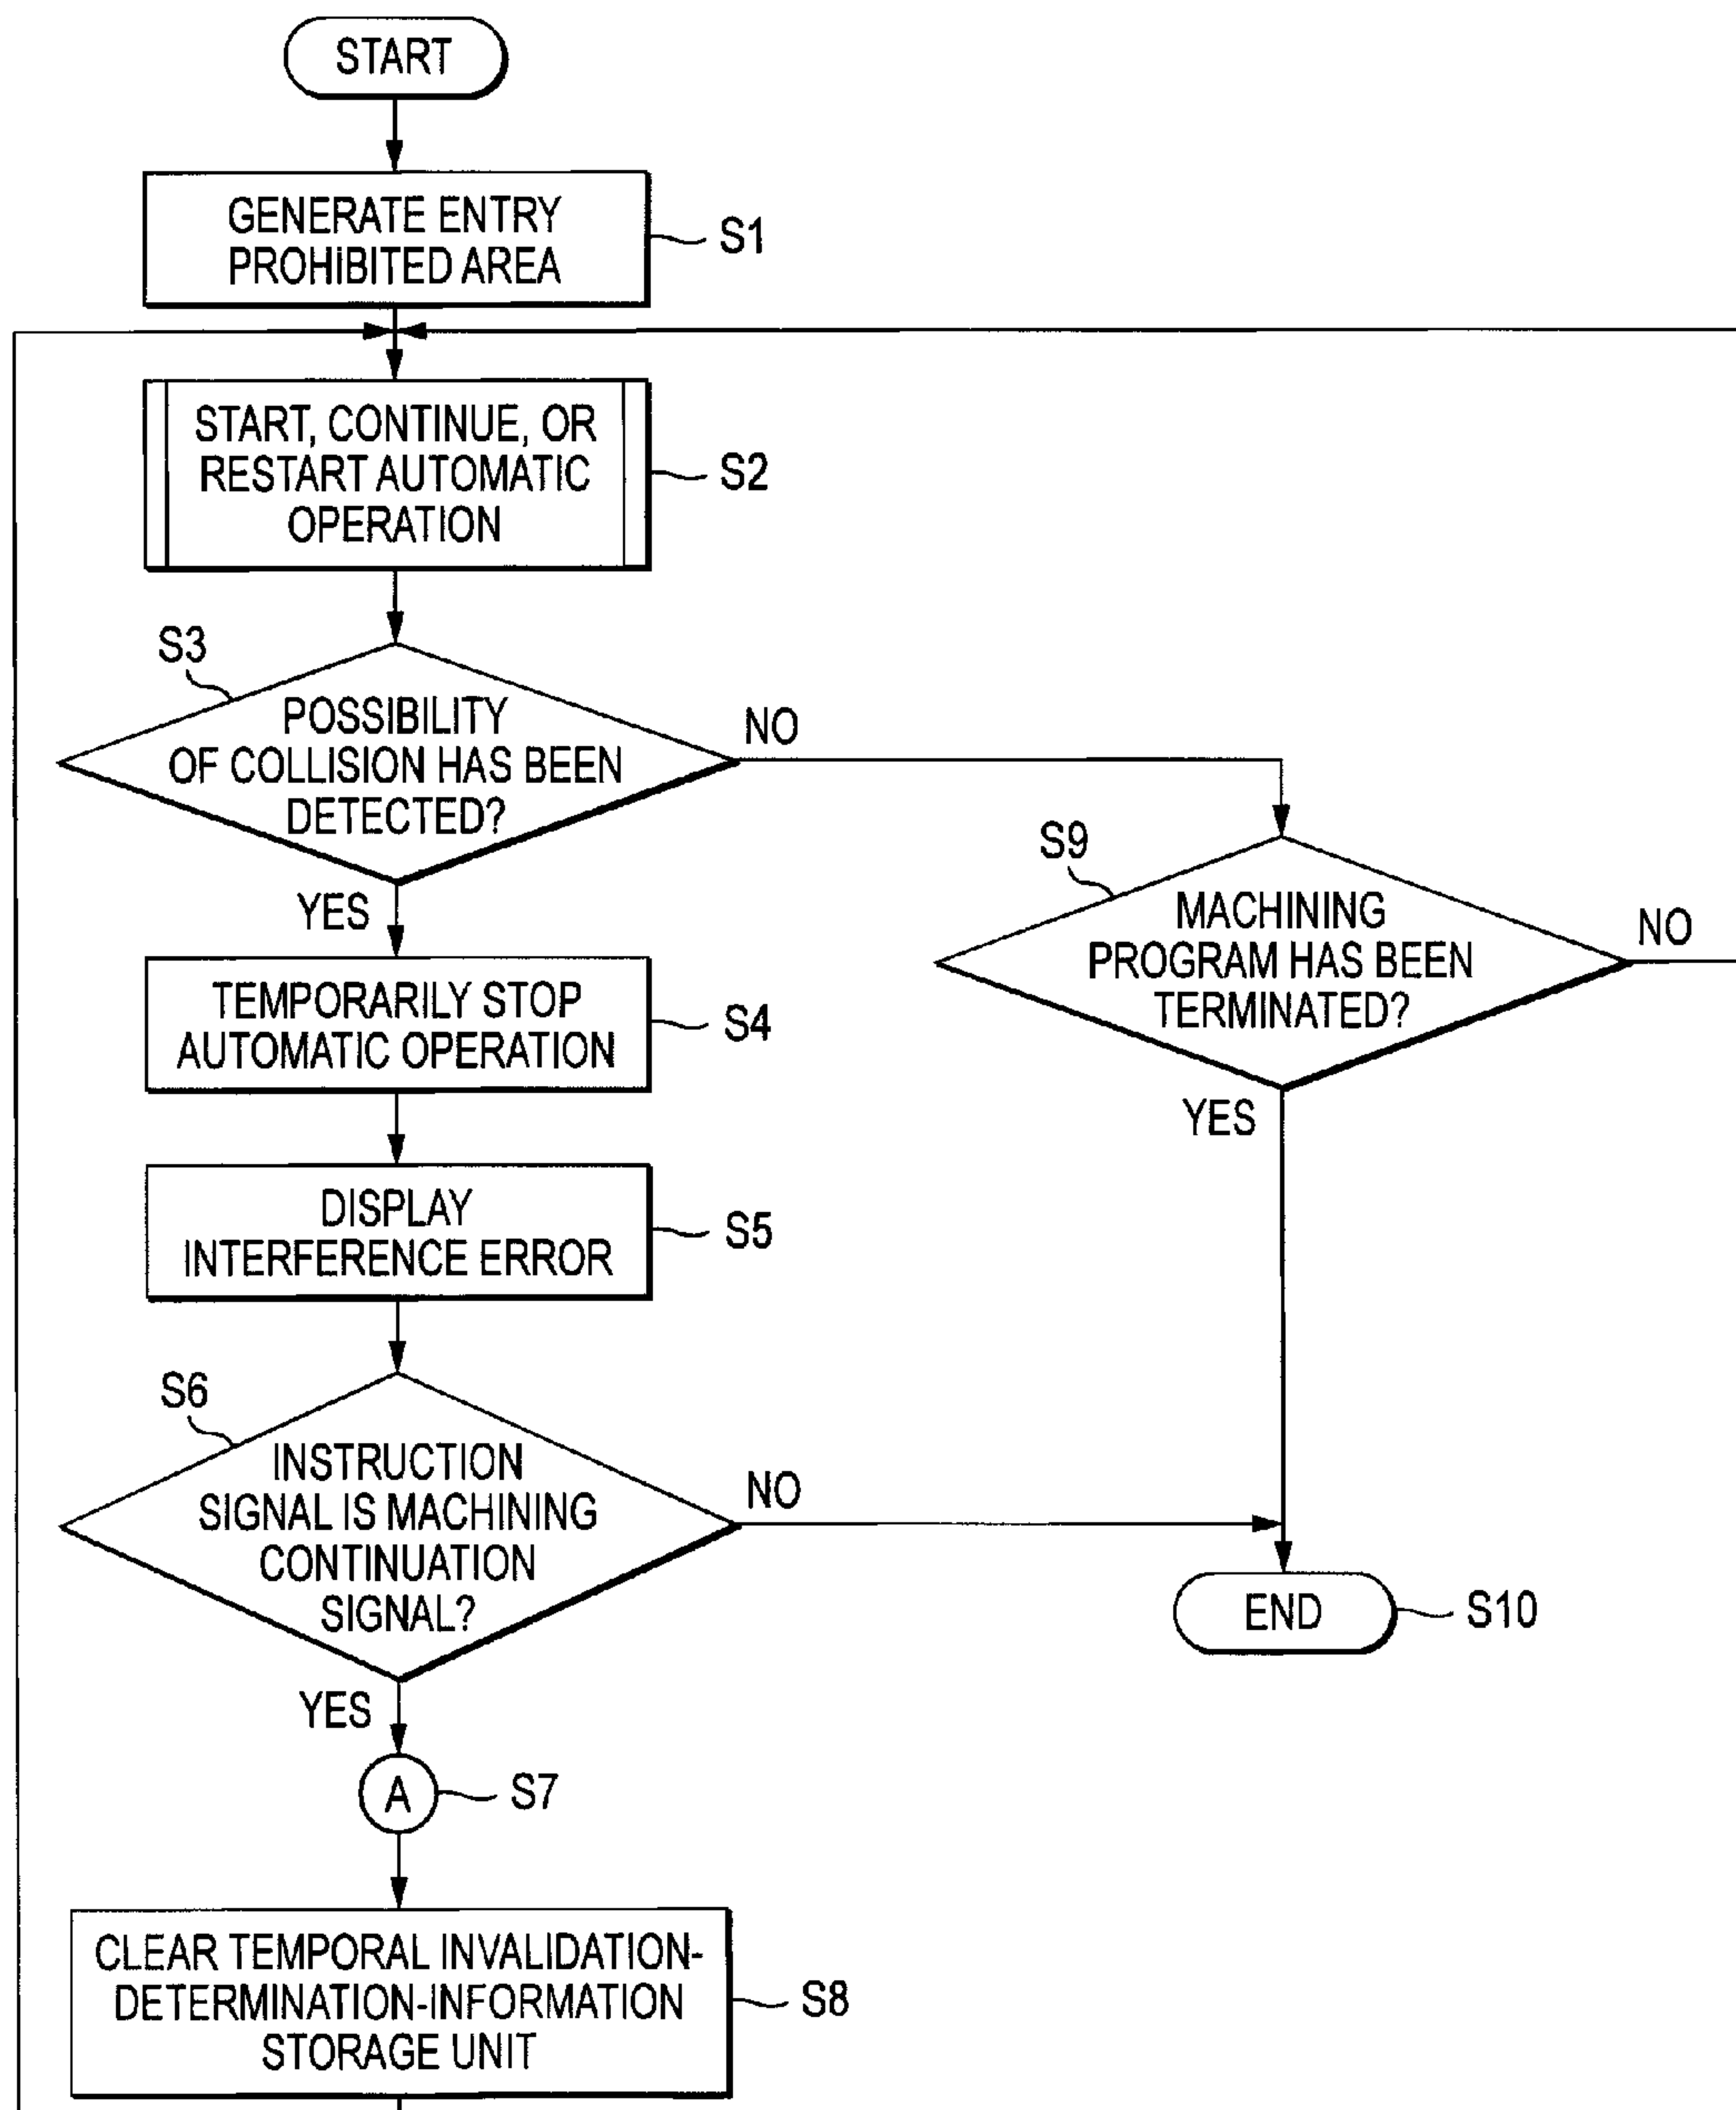 START
GENERATE ENTRY
PROHIBITED AREA
S1
START, CONTINUE, OR
RESTART AUTOMATIC
OPERATION
S2
S3
POSSIBILITY
OF COLLISION HAS BEEN
DETECTED?
NO
YES
S9
MACHINING
PROGRAM HAS BEEN
TERMINATED?
NO
YES
TEMPORARILY STOP
AUTOMATIC OPERATION
S4
DISPLAY
INTERFERENCE ERROR
S5
S6
INSTRUCTION
SIGNAL IS MACHINING
CONTINUATION
SIGNAL?
NO
YES
END
S10
A
S7
CLEAR TEMPORAL INVALIDATION-
DETERMINATION-INFORMATION
STORAGE UNIT
S8